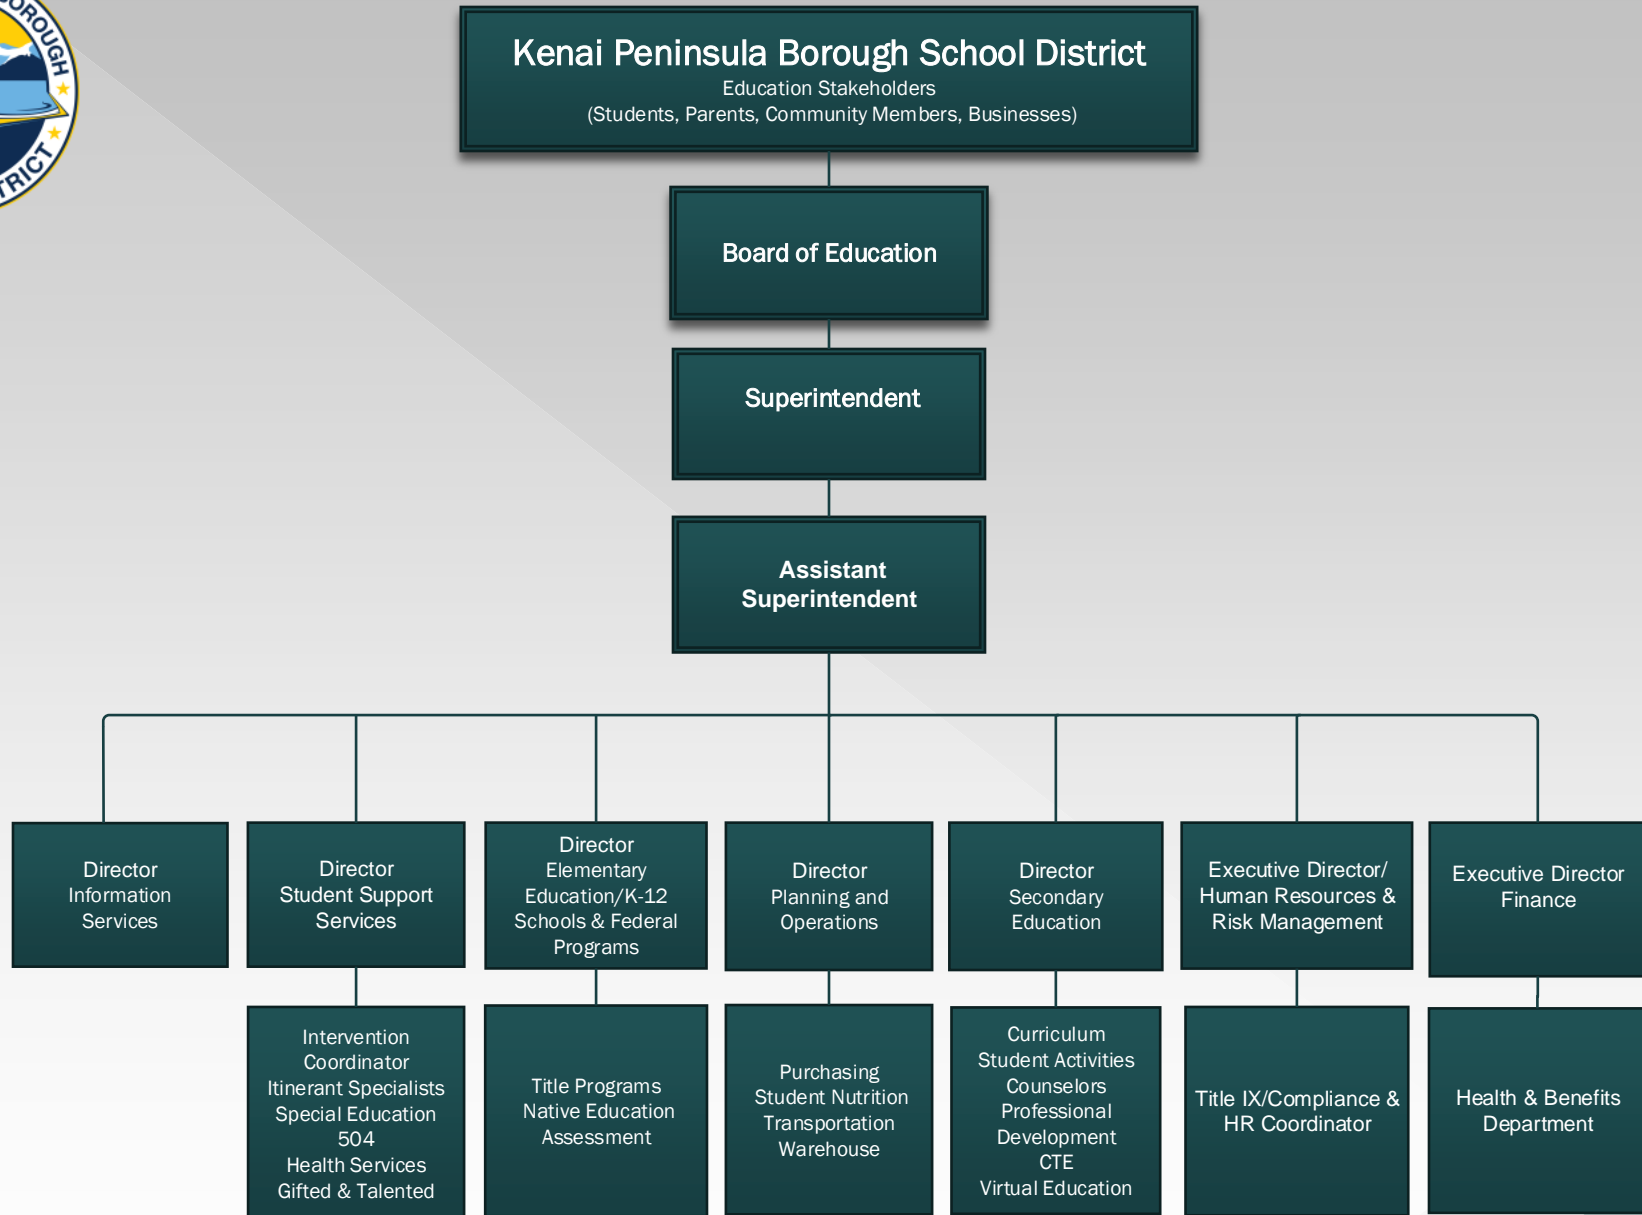 OROUGH
TRICT
Kenai Peninsula Borough School District
Education Stakeholders
(Students, Parents, Community Members, Businesses)
Board of Education
Superintendent
Assistant
Superintendent
Director
Information
Services
Director
Student Support
Services
Director
Elementary
Education/K-12
Schools & Federal
Programs
Director
Planning and
Operations
Director
Secondary
Education
Executive Director/
Human Resources &
Risk Management
Executive Director
Finance
Intervention
Coordinator
Itinerant Specialists
Special Education
504
Health Services
Gifted & Talented
Title Programs
Native Education
Assessment
Purchasing
Student Nutrition
Transportation
Warehouse
Curriculum
Student Activities
Counselors
Professional
Development
CTE
Virtual Education
Title IX/Compliance &
HR Coordinator
Health & Benefits
Department